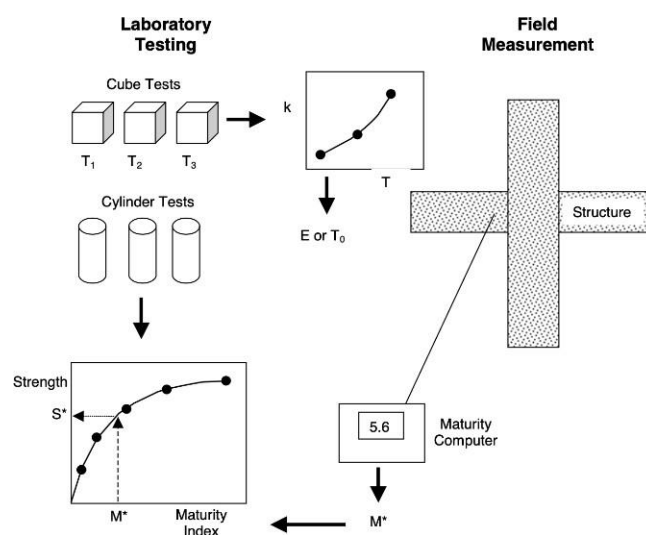 Laboratory
Testing
Field
Measurement
Cube Tests
T₁ T₂ T₃
k
T
E or T₀
Cylinder Tests
Structure
Strength
S*
M*
Maturity
Index
5.6
Maturity
Computer
M*